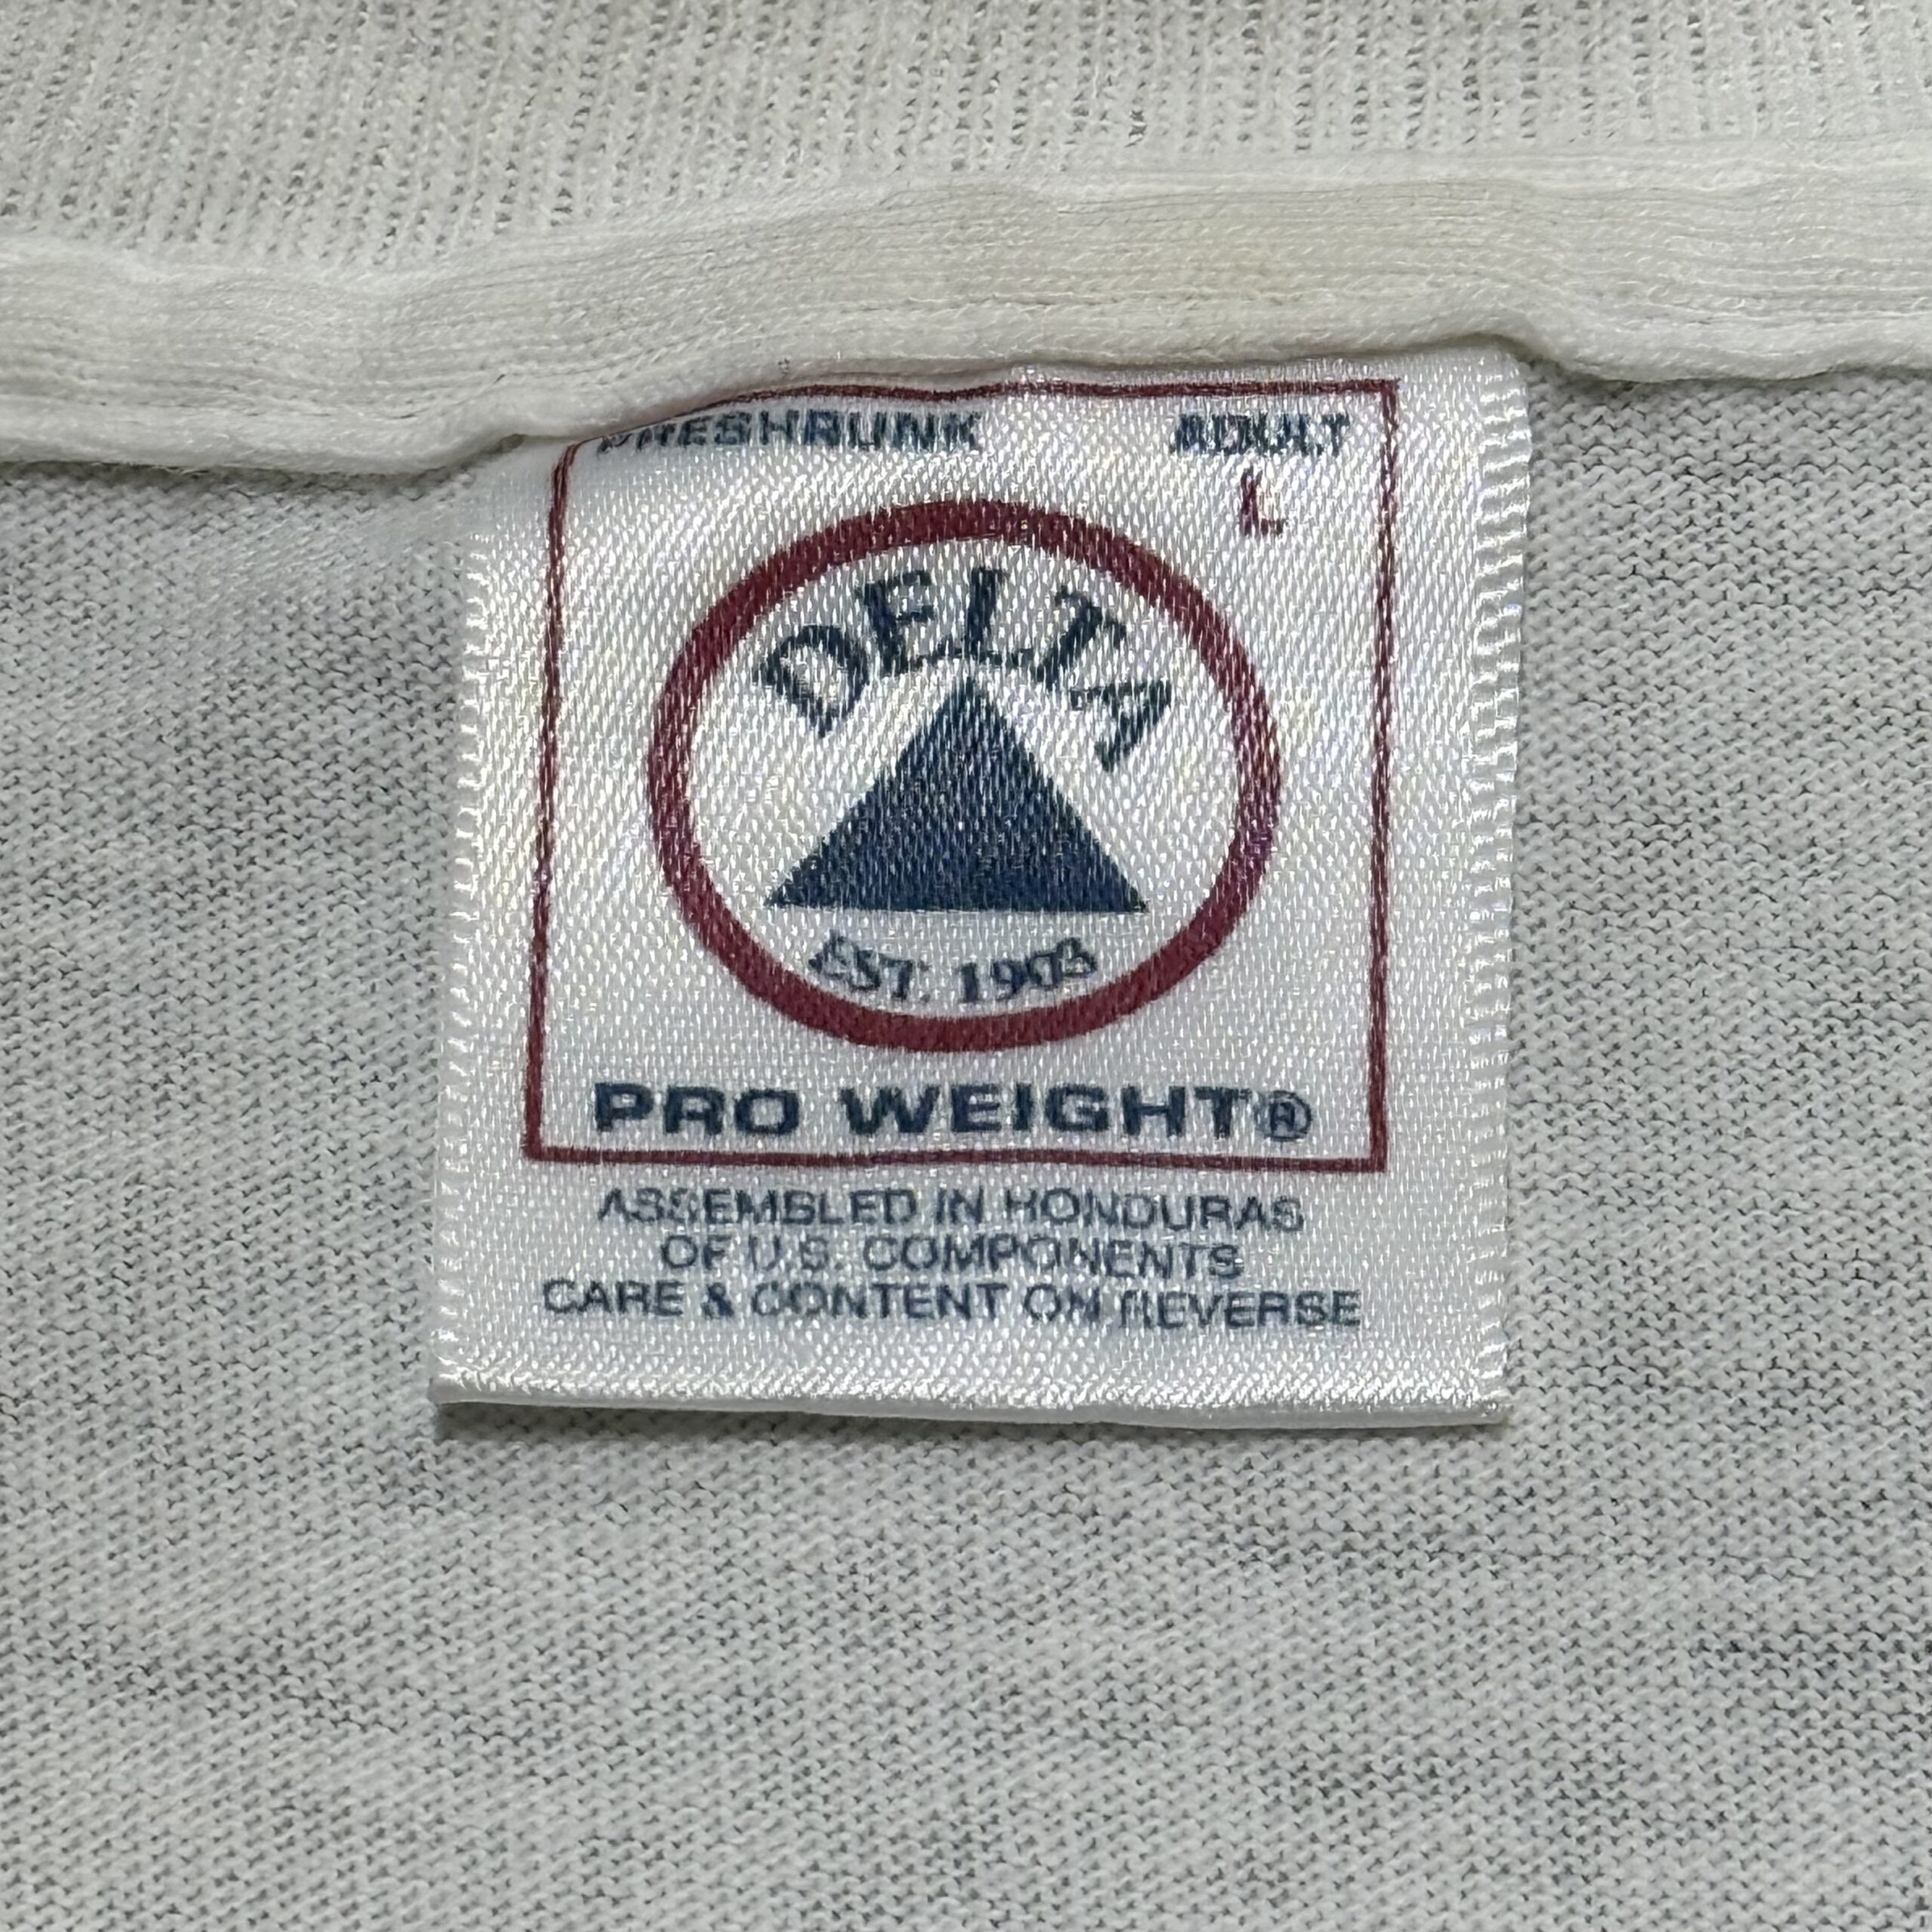 PRESHRUNK ADULT
L
DELTA
EST. 1903
PRO WEIGHT®
ASSEMBLED IN HONDURAS
OF U.S. COMPONENTS
CARE & CONTENT ON REVERSE